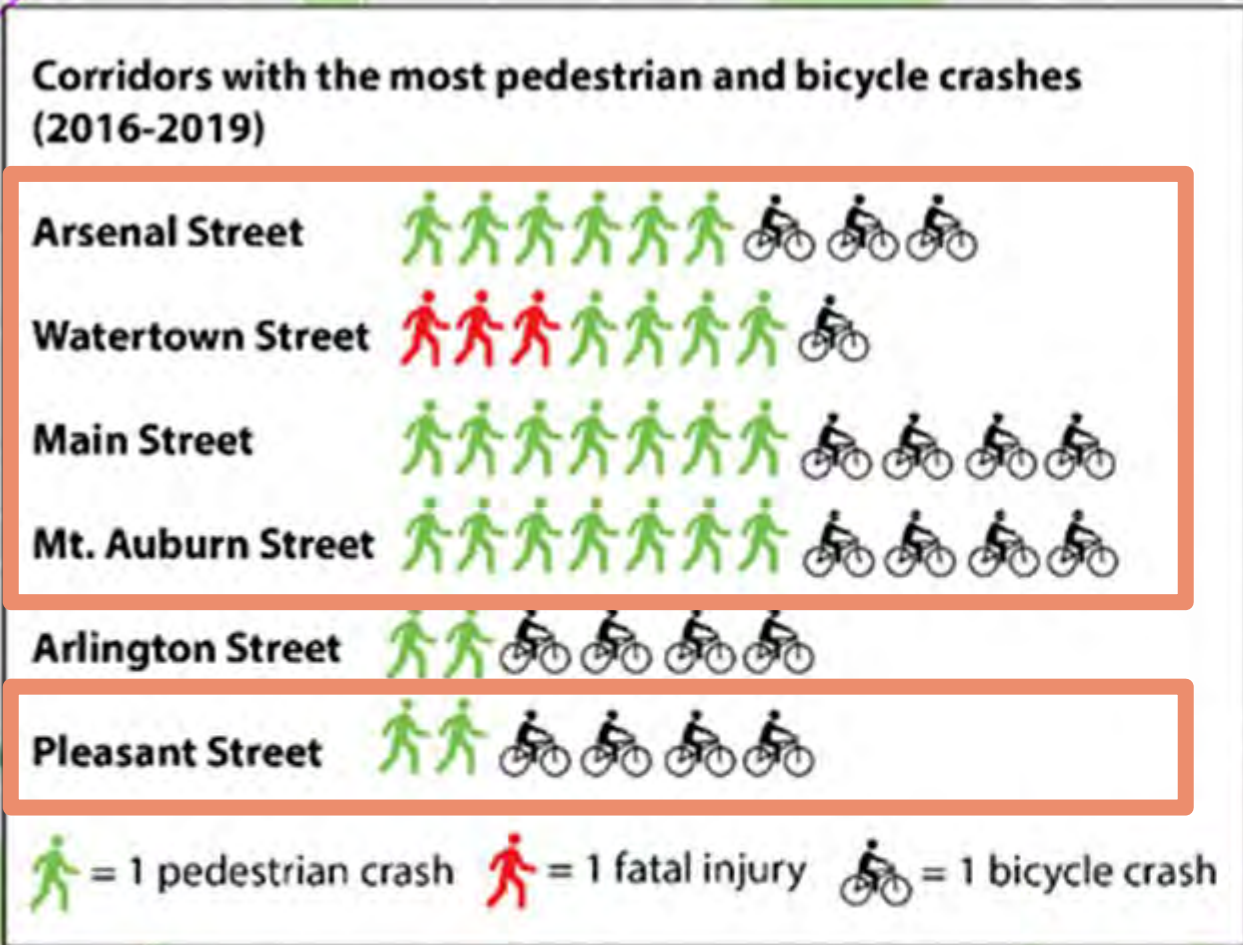 Corridors with the most pedestrian and bicycle crashes
(2016-2019)
Arsenal Street
Watertown Street
Main Street
Mt. Auburn Street
Arlington Street
Pleasant Street
= 1 pedestrian crash = 1 fatal injury = 1 bicycle crash